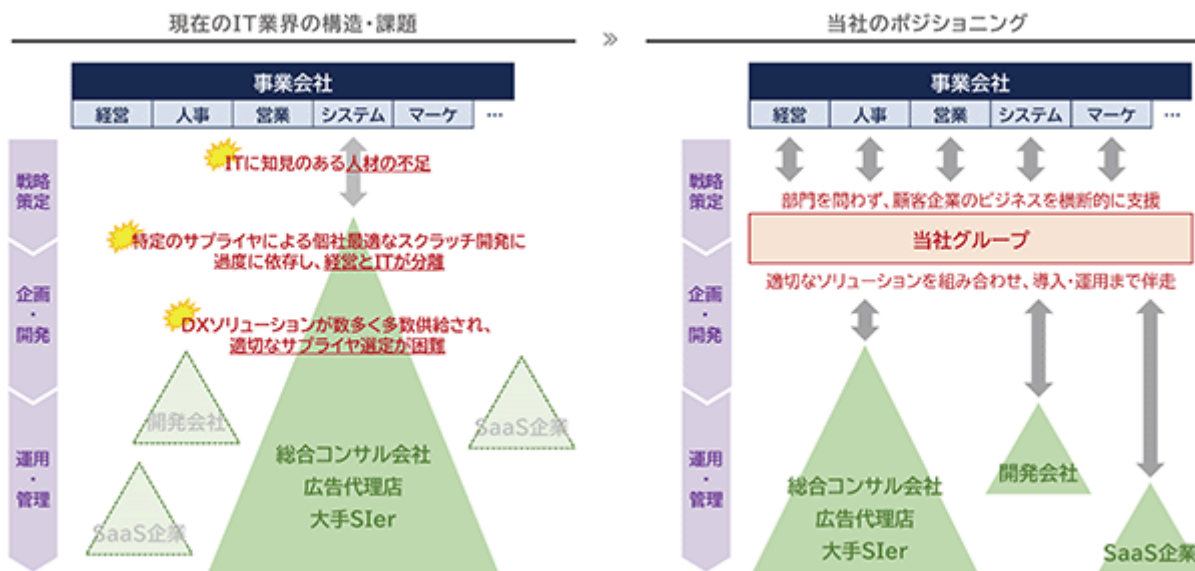 現在のIT業界の構造・課題
事業会社
経営 人事 営業 システム マーケ …
戦略
策定
企画
・
開発
運用
・
管理
ITに知見のある人材の不足
特定のサプライヤによる個社最適なスクラッチ開発に
過度に依存し、経営とITが分離
DXソリューションが数多く多数供給され、
適切なサプライヤ選定が困難
開発会社
SaaS企業
SaaS企業
総合コンサル会社
広告代理店
大手SIer
»
当社のポジショニング
事業会社
経営 人事 営業 システム マーケ …
戦略
策定
企画
・
開発
運用
・
管理
部門を問わず、顧客企業のビジネスを横断的に支援
当社グループ
適切なソリューションを組み合わせ、導入・運用まで伴走
総合コンサル会社
広告代理店
大手SIer
開発会社
SaaS企業